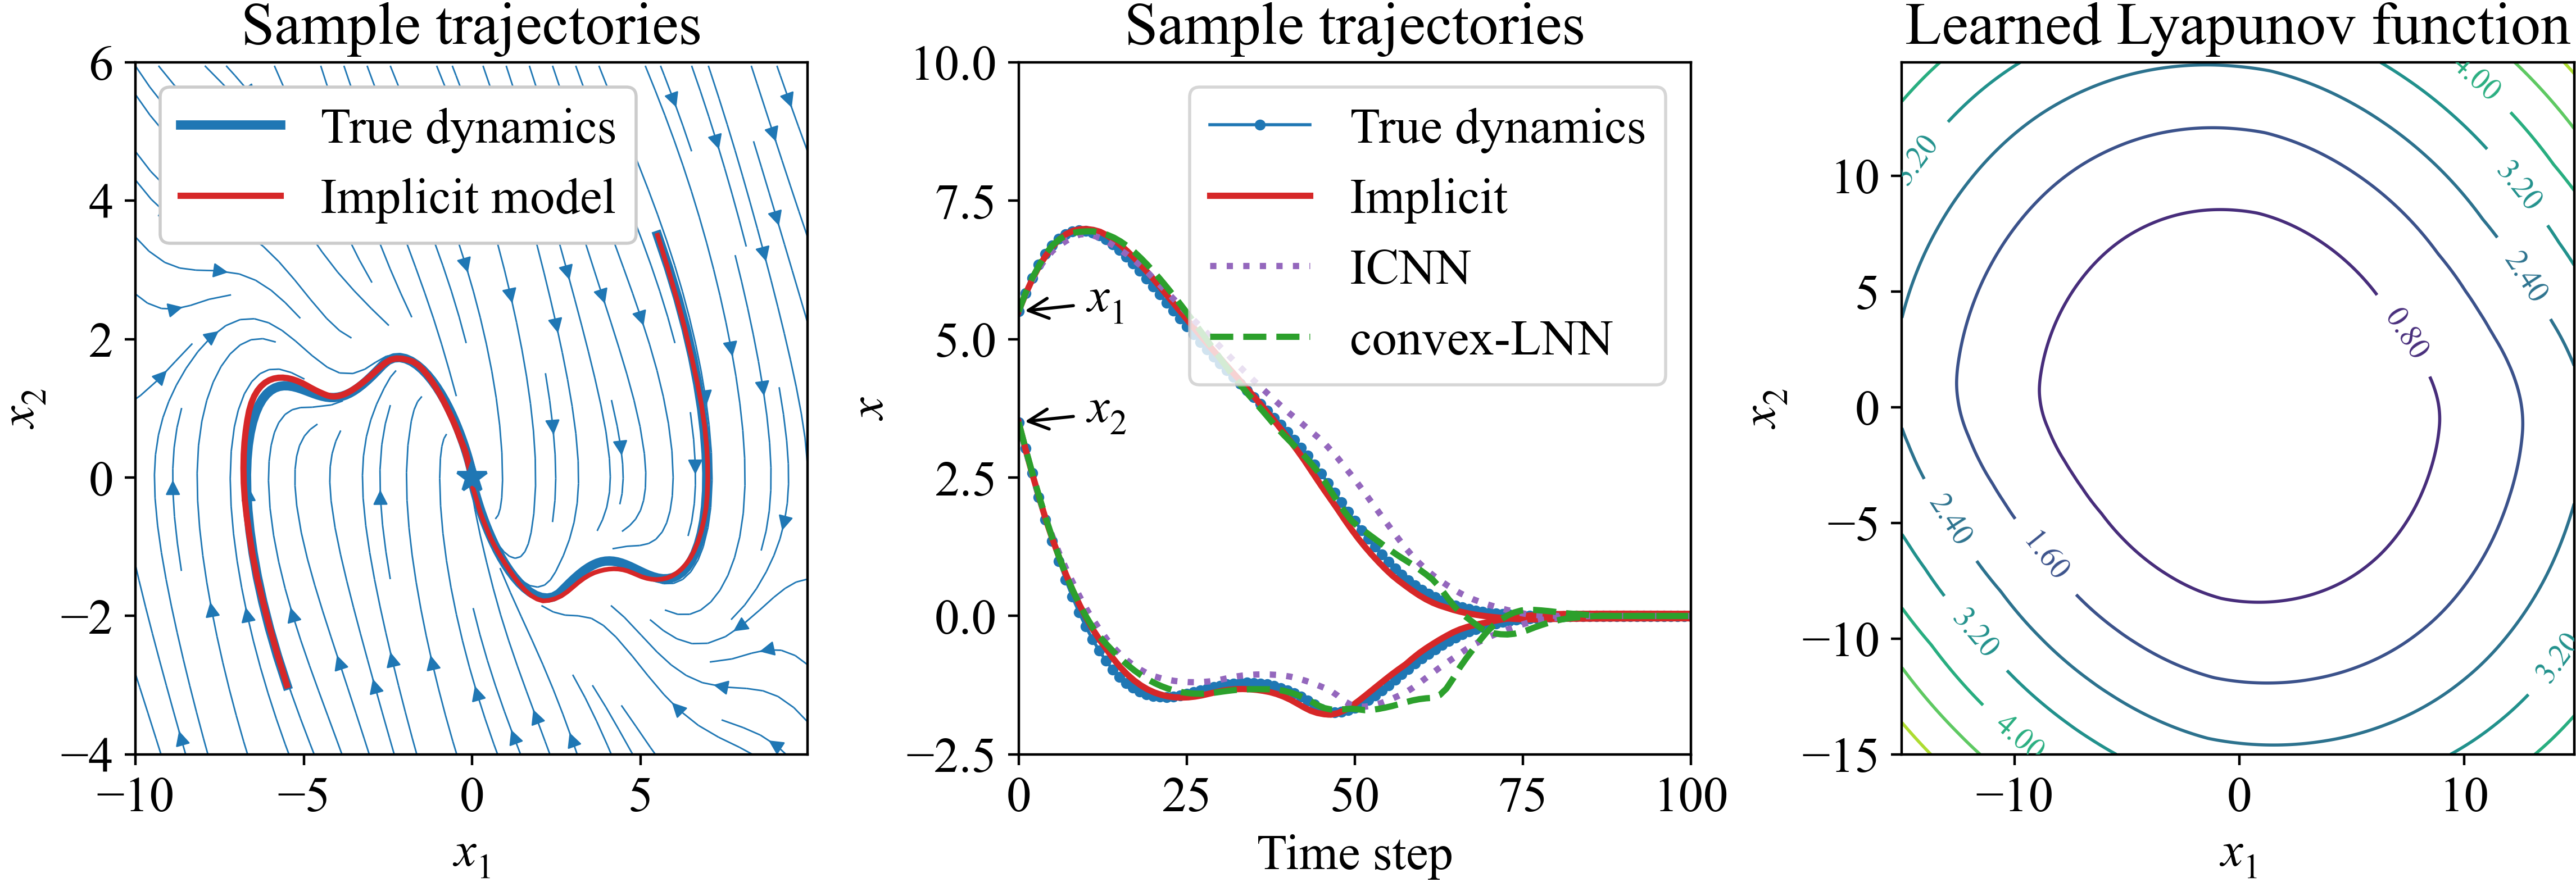 Sample trajectories
6
4
2
0
−2
−4
−10
−5
0
5
x2
x1
True dynamics
Implicit model
Sample trajectories
10.0
7.5
5.0
2.5
0.0
−2.5
0
25
50
75
100
x
Time step
True dynamics
Implicit
ICNN
convex-LNN
x1
x2
Learned Lyapunov function
10
5
0
−5
−10
−15
−10
0
10
x2
x1
4.00
3.20
3.20
2.40
0.80
2.40
1.60
3.20
3.20
4.00